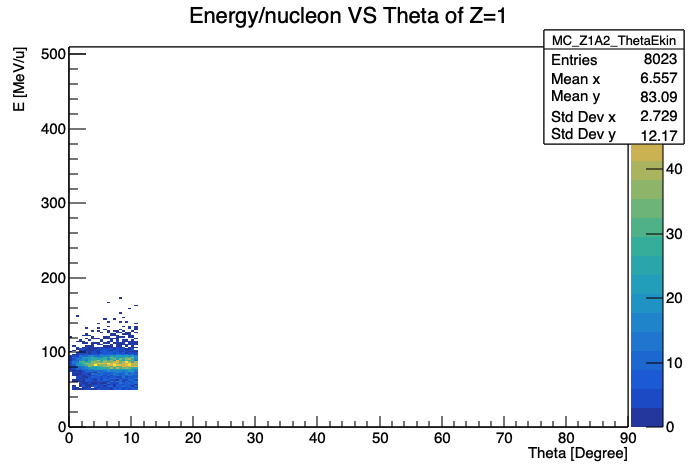 Energy/nucleon VS Theta of Z=1
MC_Z1A2_ThetaEkin
Entries 8023
Mean x 6.557
Mean y 83.09
Std Dev x 2.729
Std Dev y 12.17
E [MeV/u]
500
400
300
200
100
0
0 10 20 30 40 50 60 70 80 90
Theta [Degree]
40
30
20
10
0